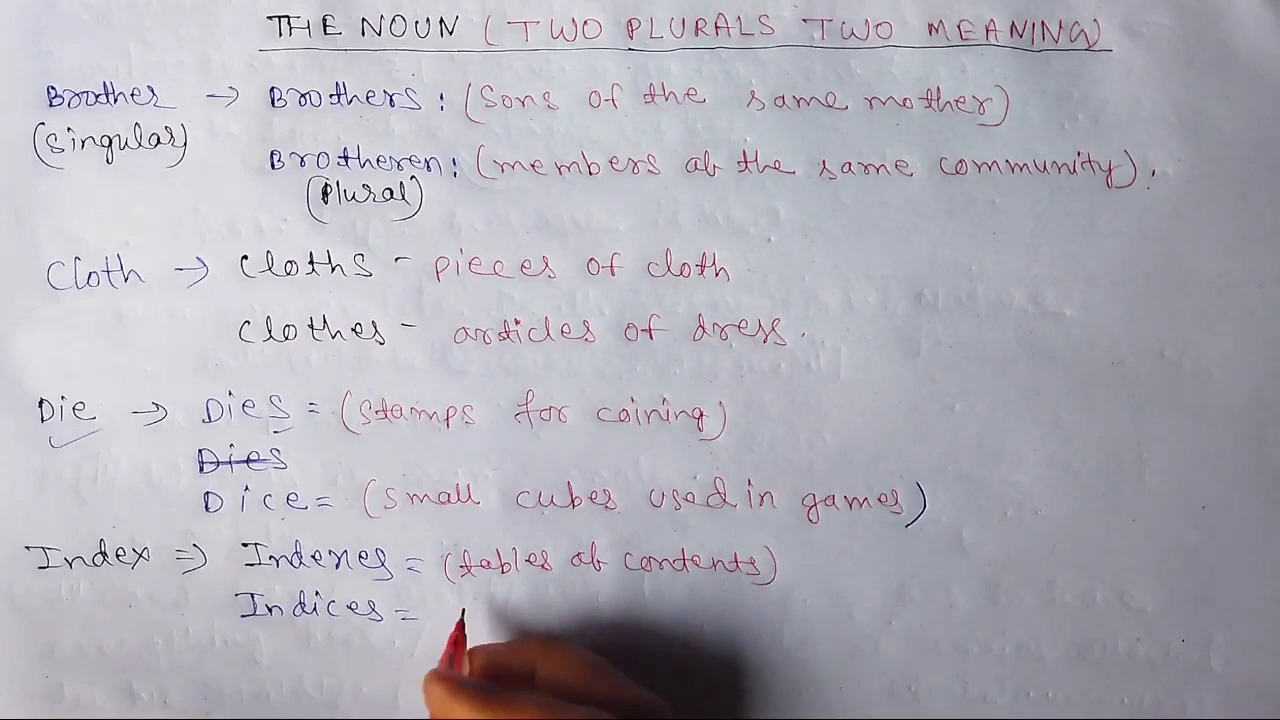 THE NOUN (TWO PLURALS TWO MEANING)
Brother → Brothers : (Sons of the same mother)
(singular)
Brotheren : (members of the same community).
(Plural)
Cloth → Cloths - pieces of cloth
Clothes - articles of dress.
Die → Dies = (stamps for coining)
Dies
Dice = (small cubes used in games)
Index ⇒ Indexes = (tables of contents)
Indices =